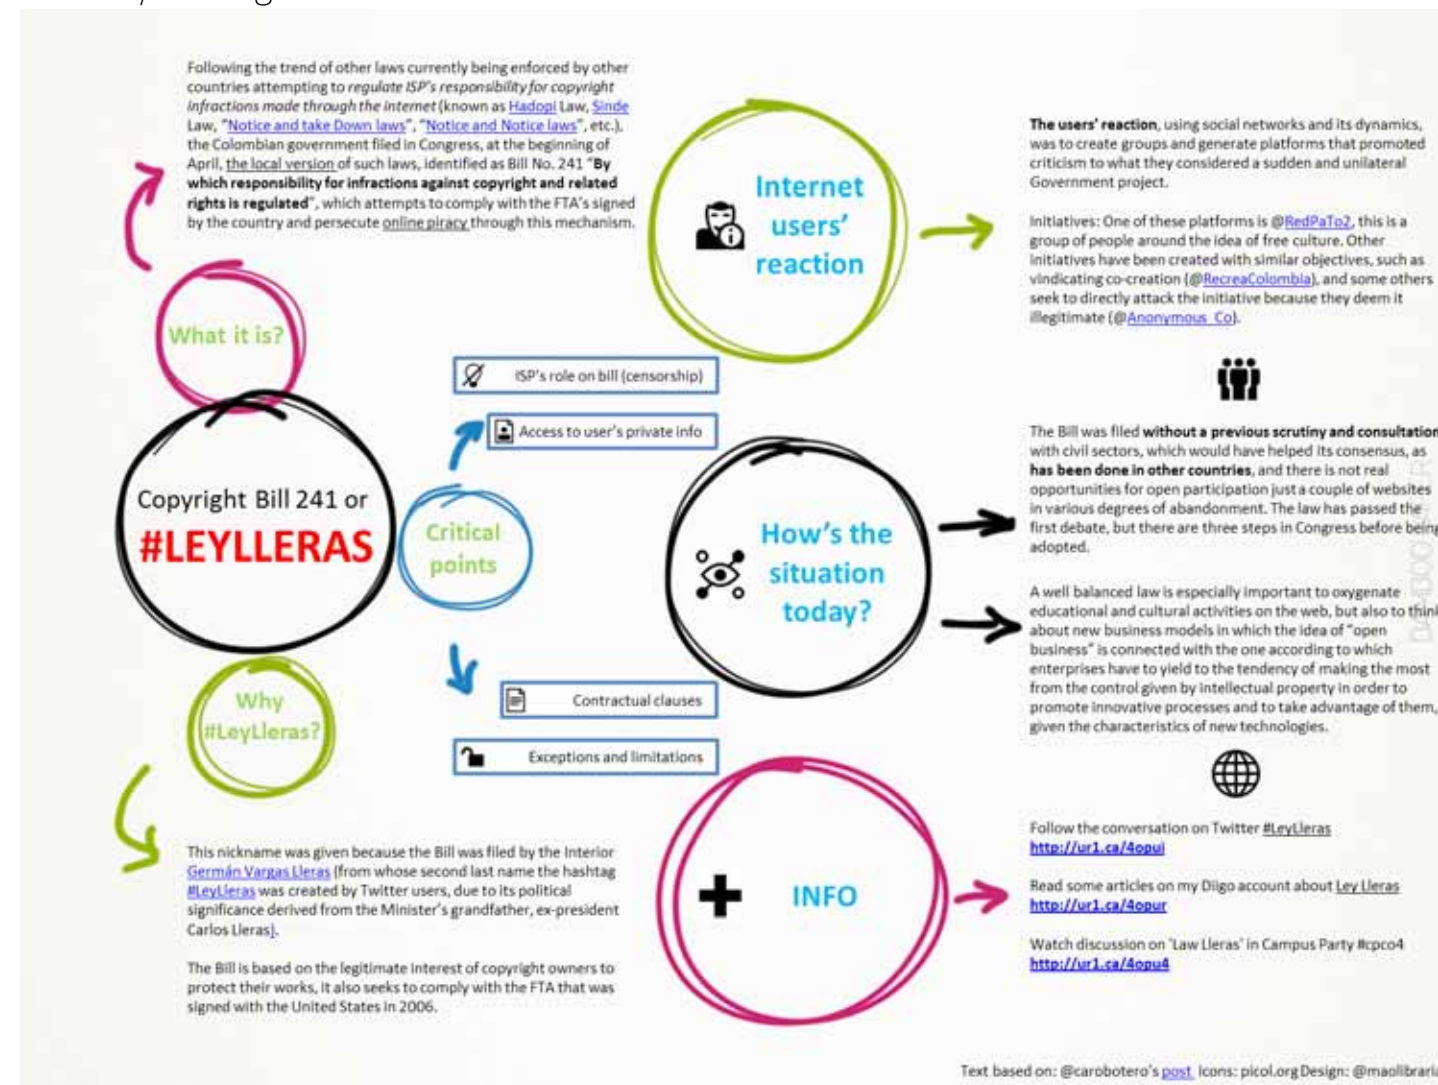 Following the trend of other laws currently being enforced by other
countries attempting to regulate ISP's responsibility for copyright
infractions made through the internet (known as Hadopi Law, Sinde
Law, "Notice and take Down laws", "Notice and Notice laws", etc.),
the Colombian government filed in Congress, at the beginning of
April, the local version of such laws, identified as Bill No. 241 "By
which responsibility for infractions against copyright and related
rights is regulated", which attempts to comply with the FTA's signed
by the country and persecute online piracy through this mechanism.
What it is?
Copyright Bill 241 or
#LEYLLERAS
Critical
points
ISP's role on bill (censorship)
Access to user's private info
Contractual clauses
Exceptions and limitations
Why
#LeyLleras?
This nickname was given because the Bill was filed by the Interior
Germán Vargas Lleras (from whose second last name the hashtag
#LeyLleras was created by Twitter users, due to its political
significance derived from the Minister's grandfather, ex-president
Carlos Lleras).
The Bill is based on the legitimate interest of copyright owners to
protect their works, it also seeks to comply with the FTA that was
signed with the United States in 2006.
Internet
users'
reaction
The users' reaction, using social networks and its dynamics,
was to create groups and generate platforms that promoted
criticism to what they considered a sudden and unilateral
Government project.
Initiatives: One of these platforms is @RedPaTo2, this is a
group of people around the idea of free culture. Other
initiatives have been created with similar objectives, such as
vindicating co-creation (@RecreaColombia), and some others
seek to directly attack the initiative because they deem it
illegitimate (@Anonymous_Co).
How's the
situation
today?
The Bill was filed without a previous scrutiny and consultation
with civil sectors, which would have helped its consensus, as
has been done in other countries, and there is not real
opportunities for open participation just a couple of websites
in various degrees of abandonment. The law has passed the
first debate, but there are three steps in Congress before being
adopted.
A well balanced law is especially important to oxygenate
educational and cultural activities on the web, but also to think
about new business models in which the idea of "open
business" is connected with the one according to which
enterprises have to yield to the tendency of making the most
from the control given by intellectual property in order to
promote innovative processes and to take advantage of them,
given the characteristics of new technologies.
INFO
Follow the conversation on Twitter #LeyLleras
http://ur1.ca/4opui
Read some articles on my Diigo account about Ley Lleras
http://ur1.ca/4opur
Watch discussion on 'Law Lleras' in Campus Party #cpco4
http://ur1.ca/4opu4
Text based on: @carobotero's post Icons: picol.org Design: @maolibraria